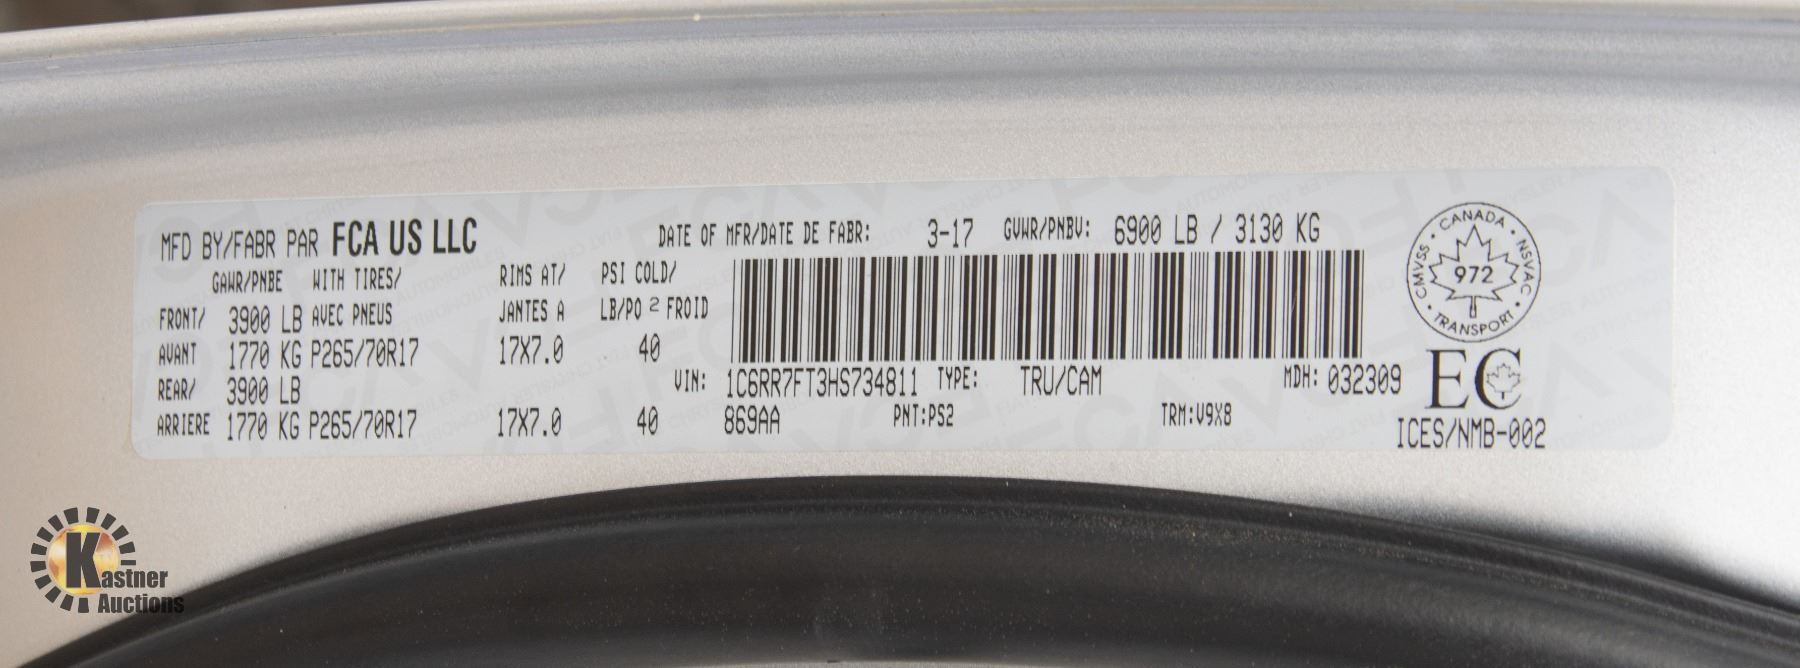 MFD BY/FABR PAR FCA US LLC
DATE OF MFR/DATE DE FABR: 3-17 GVWR/PNBV: 6900 LB / 3130 KG
GAWR/PNBE WITH TIRES/ RIMS AT/ PSI COLD/
FRONT/ 3900 LB AVEC PNEUS JANTES A LB/PO 2 FROID
AVANT 1770 KG P265/70R17 17X7.0 40
REAR/ 3900 LB
ARRIERE 1770 KG P265/70R17 17X7.0 40
VIN: 1C6RR7FT3HS734811 TYPE: TRU/CAM MDH: 032309
869AA PNT:PS2 TRM:V9X8
CANADA
CMVSS · NSVAC
972
TRANSPORT
EC
ICES/NMB-002
Kastner
Auctions